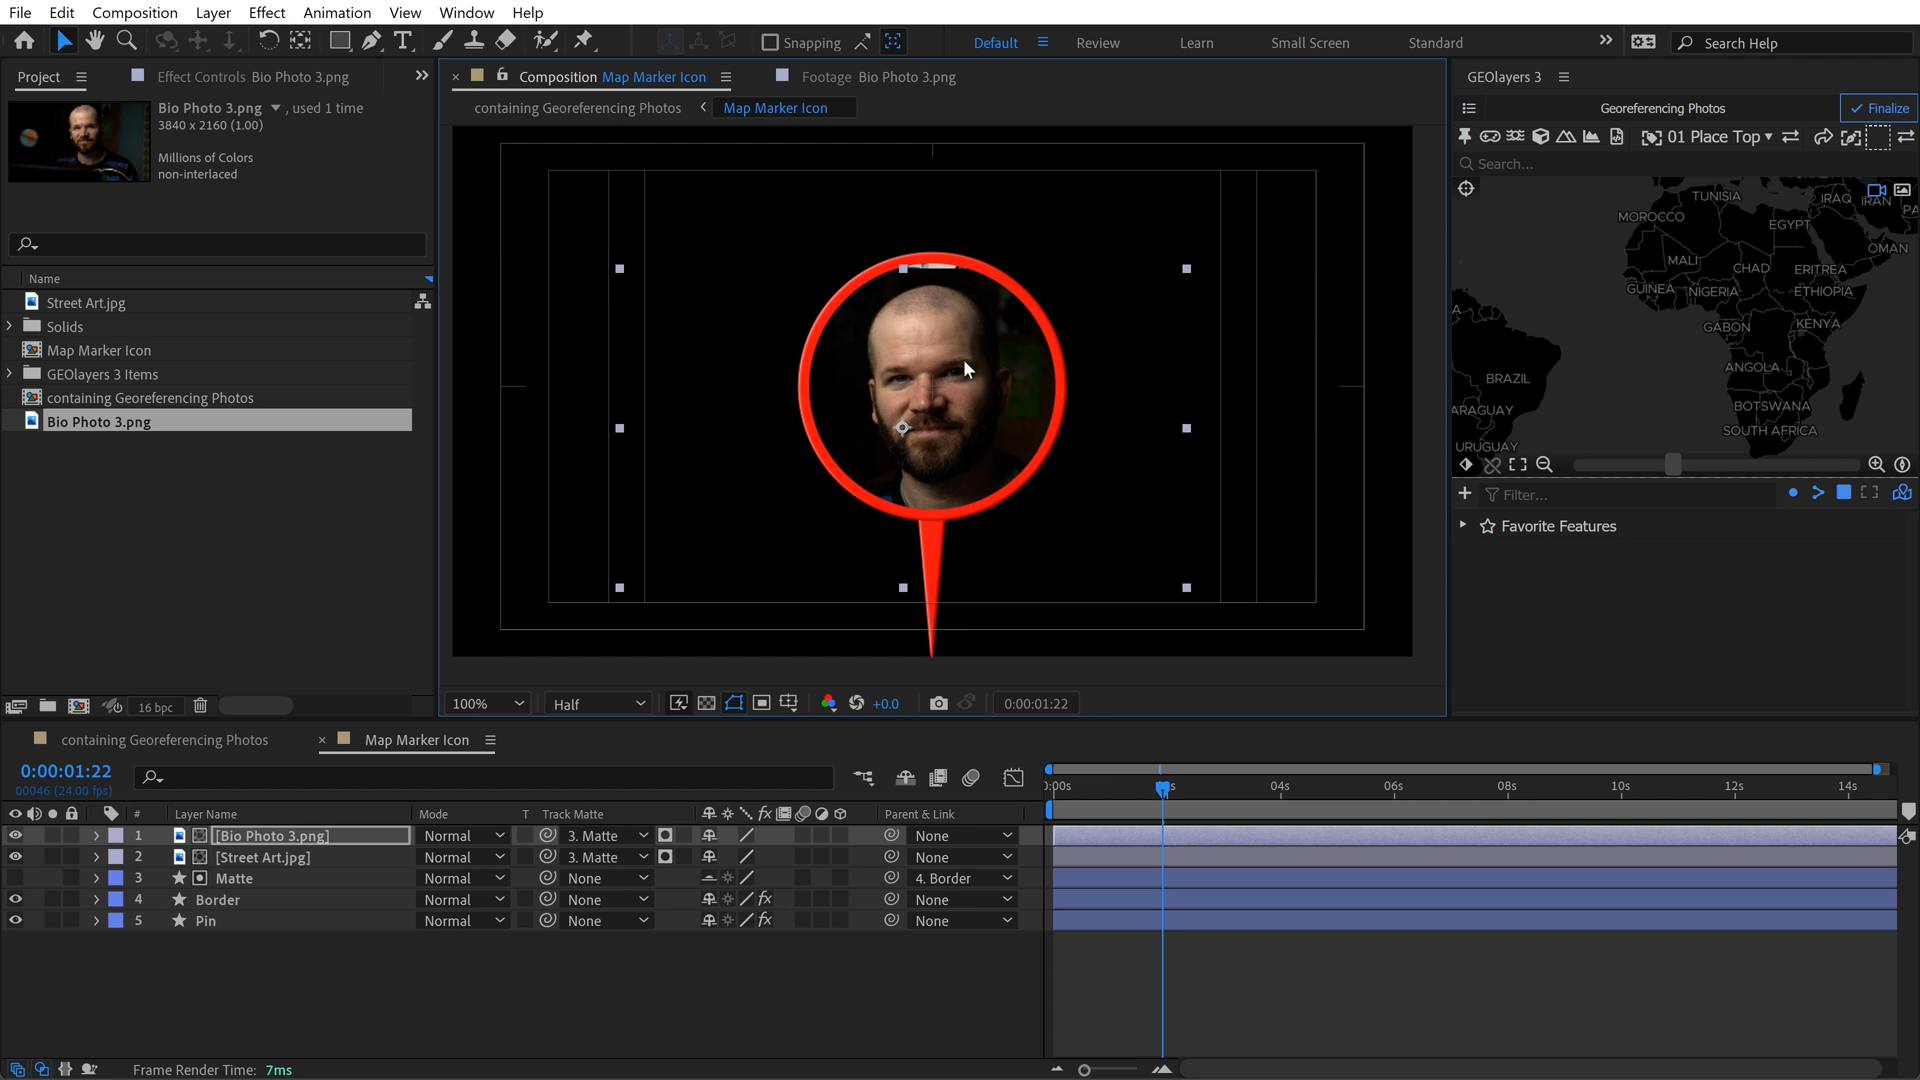 File Edit Composition Layer Effect Animation View Window Help
Snapping Default Review Learn Small Screen Standard Search Help
Project Effect Controls Bio Photo 3.png
Bio Photo 3.png , used 1 time
3840 x 2160 (1.00)
Millions of Colors
non-interlaced
Name
Street Art.jpg
Solids
Map Marker Icon
GEOlayers 3 Items
containing Georeferencing Photos
Bio Photo 3.png
16 bpc
Composition Map Marker Icon Footage Bio Photo 3.png
containing Georeferencing Photos Map Marker Icon
100% Half +0.0 0:00:01:22
GEOlayers 3
Georeferencing Photos Finalize
01 Place Top
Search...
TUNISIA IRAQ IRAN PA
MOROCCO
EGYPT
OMAN
MALI CHAD ERITREA
GUINEA NIGERIA ETHIOPIA
GABON KENYA
ANGOLA
BRAZIL
BOTSWANA
ARAGUAY
SOUTH AFRICA
URUGUAY
Filter...
Favorite Features
containing Georeferencing Photos Map Marker Icon
0:00:01:22
00046 (24.00 fps)
0:00s 04s 06s 08s 10s 12s 14s
# Layer Name Mode T Track Matte fx Parent & Link
1 [Bio Photo 3.png] Normal 3. Matte None
2 [Street Art.jpg] Normal 3. Matte None
3 Matte Normal None 4. Border
4 Border Normal None fx None
5 Pin Normal None fx None
Frame Render Time: 7ms